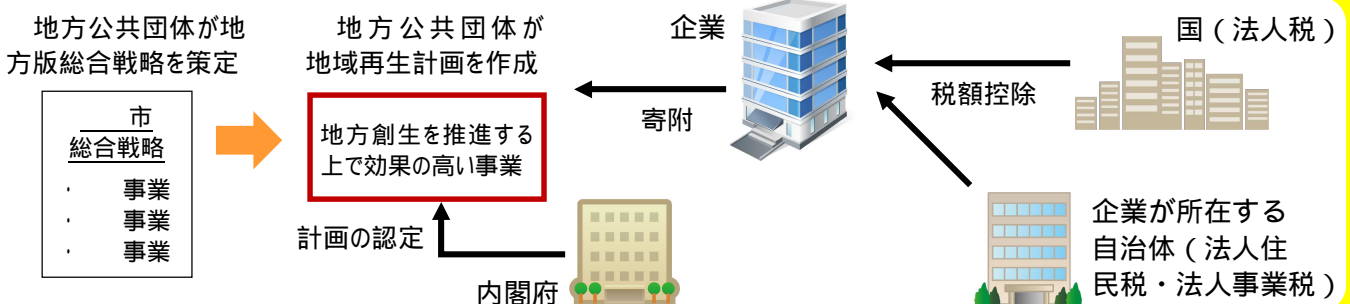 地方公共団体が地
方版総合戦略を策定
市
総合戦略
・ 事業
・ 事業
・ 事業
地方公共団体が
地域再生計画を作成
地方創生を推進する
上で効果の高い事業
計画の認定
内閣府
企業
寄附
税額控除
国（法人税）
企業が所在する
自治体（法人住
民税・法人事業税）